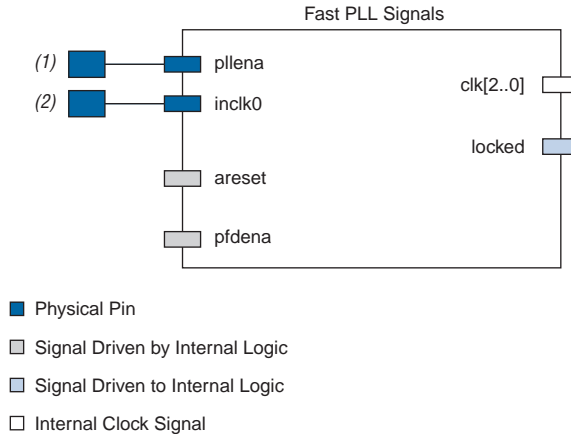 Fast PLL Signals
(1)
pllena
clk[2..0]
(2)
inclk0
locked
areset
pfdena
Physical Pin
Signal Driven by Internal Logic
Signal Driven to Internal Logic
Internal Clock Signal